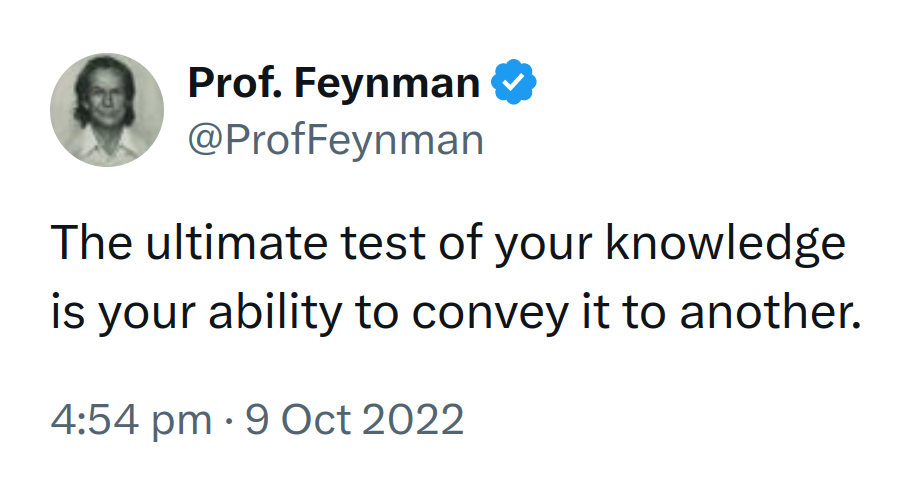 Prof. Feynman
@ProfFeynman
The ultimate test of your knowledge
is your ability to convey it to another.
4:54 pm · 9 Oct 2022